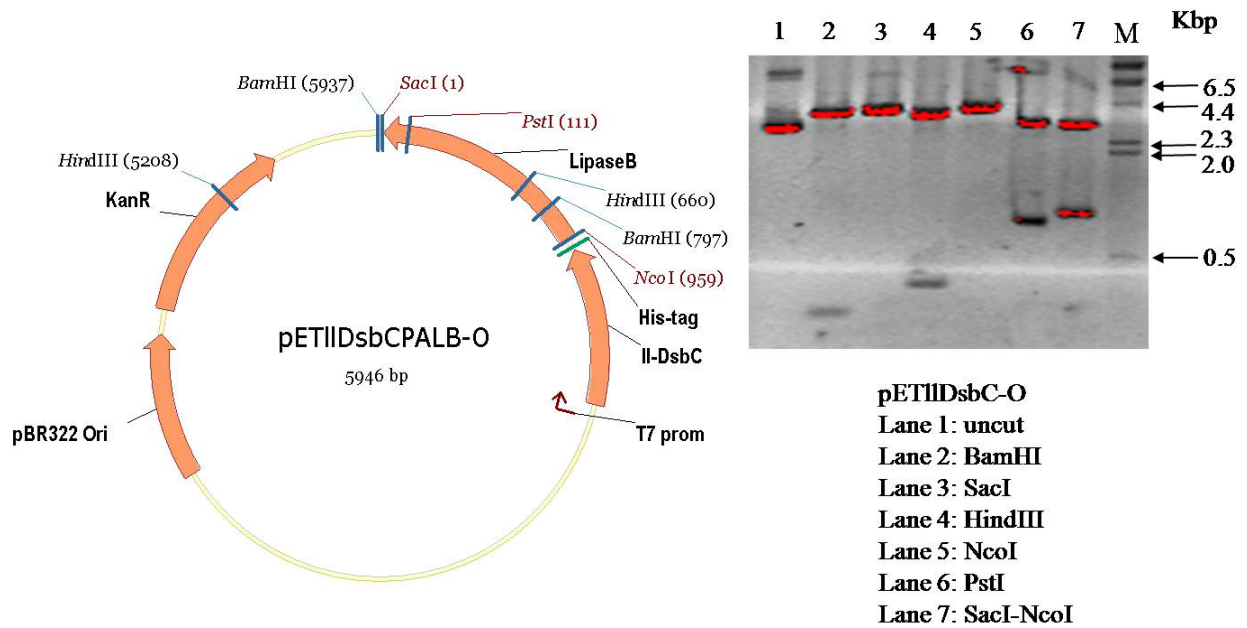 BamHI (5937)
SacI (1)
PstI (111)
HindIII (5208)
KanR
LipaseB
HindIII (660)
BamHI (797)
NcoI (959)
His-tag
ll-DsbC
T7 prom
pBR322 Ori
pETllDsbCPALB-O
5946 bp
1 2 3 4 5 6 7 M Kbp
6.5
4.4
2.3
2.0
0.5
pETllDsbC-O
Lane 1: uncut
Lane 2: BamHI
Lane 3: SacI
Lane 4: HindIII
Lane 5: NcoI
Lane 6: PstI
Lane 7: SacI-NcoI